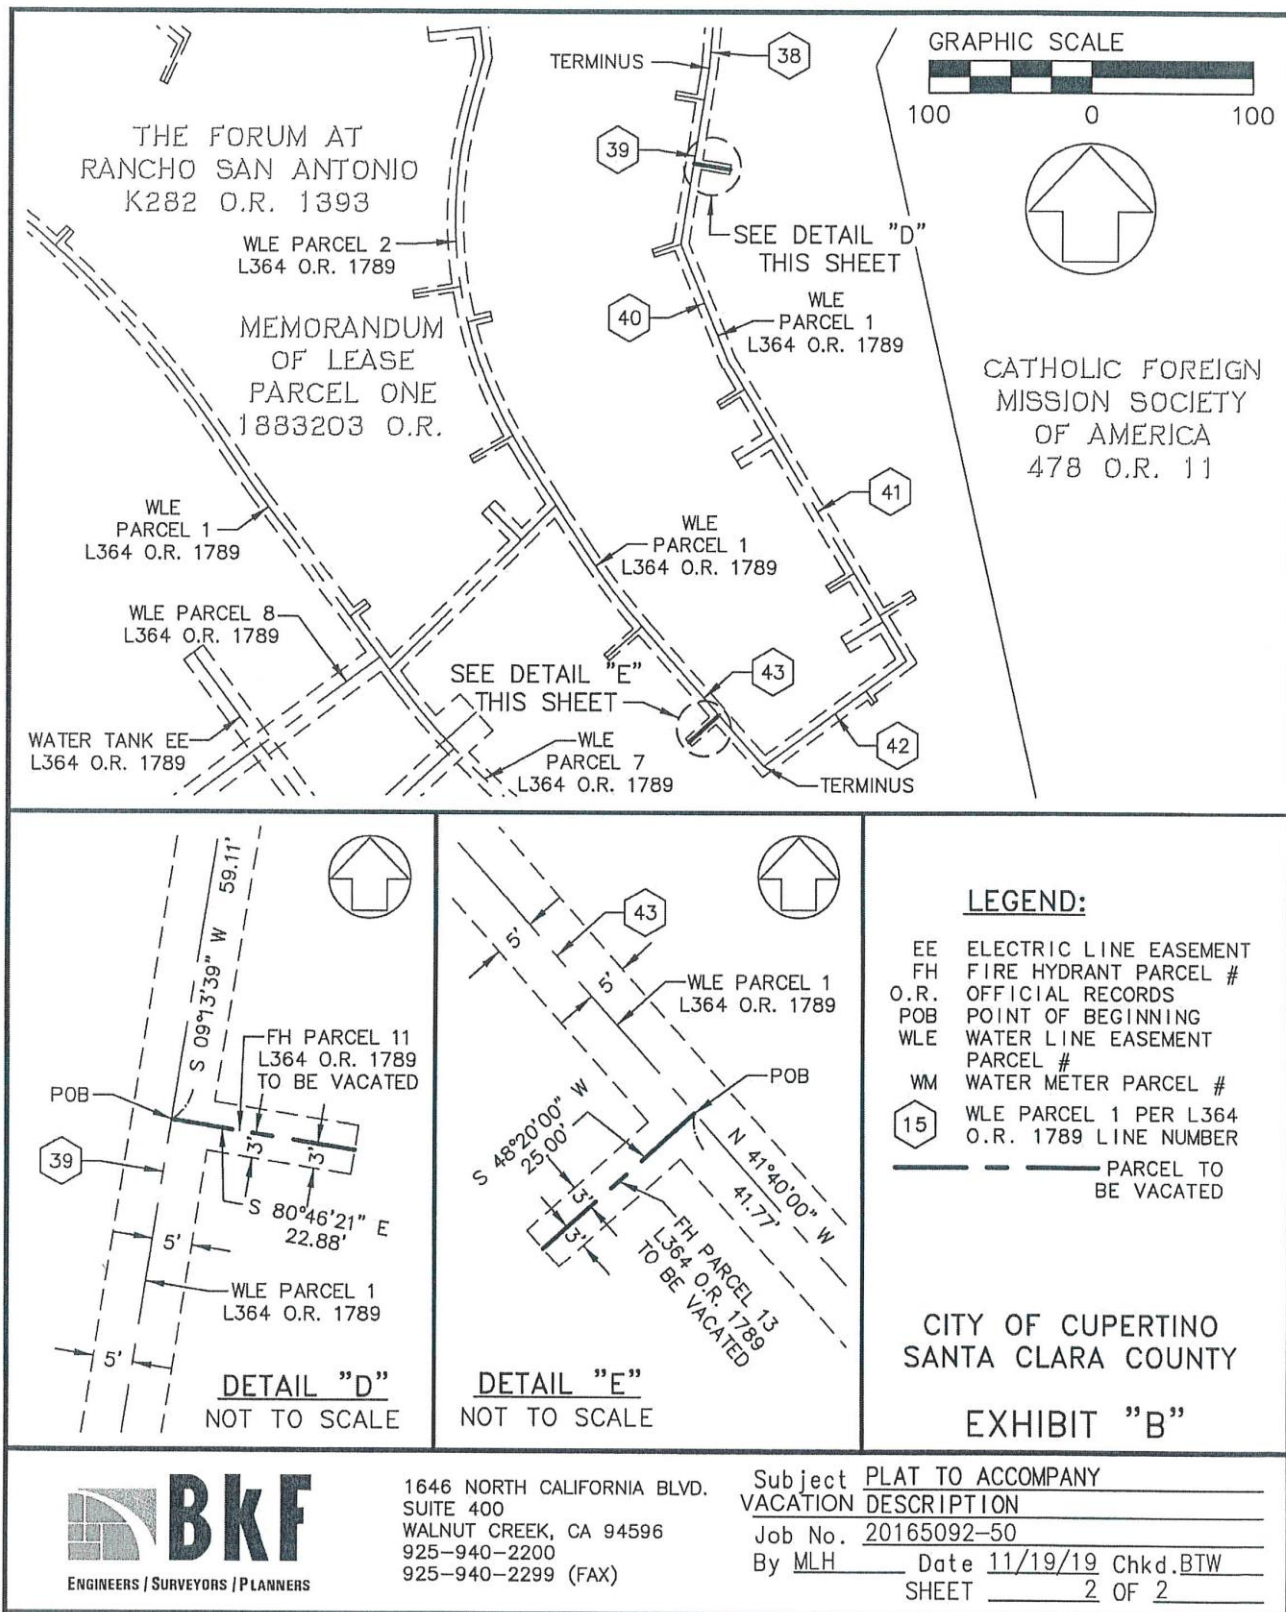 GRAPHIC SCALE
100 0 100
TERMINUS
38
THE FORUM AT
RANCHO SAN ANTONIO
K282 O.R. 1393
39
WLE PARCEL 2
L364 O.R. 1789
SEE DETAIL "D"
THIS SHEET
MEMORANDUM
OF LEASE
PARCEL ONE
1883203 O.R.
40
WLE
PARCEL 1
L364 O.R. 1789
CATHOLIC FOREIGN
MISSION SOCIETY
OF AMERICA
478 O.R. 11
41
WLE
PARCEL 1
L364 O.R. 1789
WLE
PARCEL 1
L364 O.R. 1789
WLE PARCEL 8
L364 O.R. 1789
SEE DETAIL "E"
THIS SHEET
43
WATER TANK EE
L364 O.R. 1789
WLE
PARCEL 7
L364 O.R. 1789
42
TERMINUS
S 09°13'39" W 59.11'
FH PARCEL 11
L364 O.R. 1789
TO BE VACATED
POB
39
3'
3'
S 80°46'21" E
22.88'
5'
WLE PARCEL 1
L364 O.R. 1789
5'
DETAIL "D"
NOT TO SCALE
43
5'
5'
WLE PARCEL 1
L364 O.R. 1789
POB
S 48°20'00" W
25.00'
N 41°40'00" W
41.77'
3'
3'
FH PARCEL 13
L364 O.R. 1789
TO BE VACATED
DETAIL "E"
NOT TO SCALE
LEGEND:
EE ELECTRIC LINE EASEMENT
FH FIRE HYDRANT PARCEL #
O.R. OFFICIAL RECORDS
POB POINT OF BEGINNING
WLE WATER LINE EASEMENT
PARCEL #
WM WATER METER PARCEL #
15 WLE PARCEL 1 PER L364
O.R. 1789 LINE NUMBER
PARCEL TO
BE VACATED
CITY OF CUPERTINO
SANTA CLARA COUNTY
EXHIBIT "B"
BKF
ENGINEERS / SURVEYORS / PLANNERS
1646 NORTH CALIFORNIA BLVD.
SUITE 400
WALNUT CREEK, CA 94596
925-940-2200
925-940-2299 (FAX)
Subject PLAT TO ACCOMPANY
VACATION DESCRIPTION
Job No. 20165092-50
By MLH Date 11/19/19 Chkd. BTW
SHEET 2 OF 2